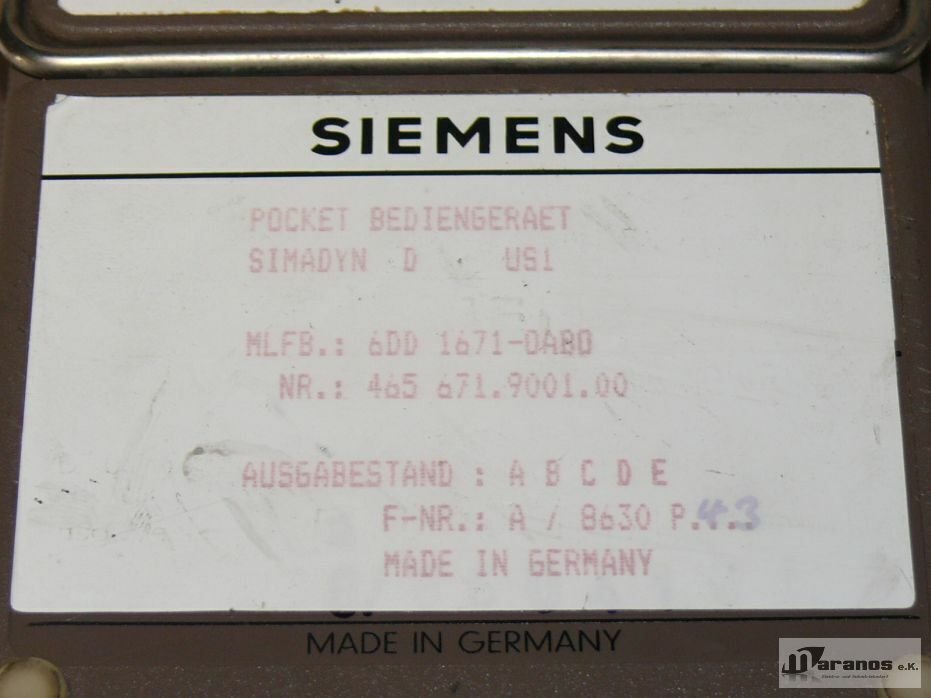 SIEMENS
POCKET BEDIENGERAET
SIMADYN D US1
MLFB.: 6DD 1671-0AB0
NR.: 465 671.9001.00
AUSGABESTAND : A B C D E
F-NR.: A / 8630 P.4.3
MADE IN GERMANY
MADE IN GERMANY
maranos e.K.